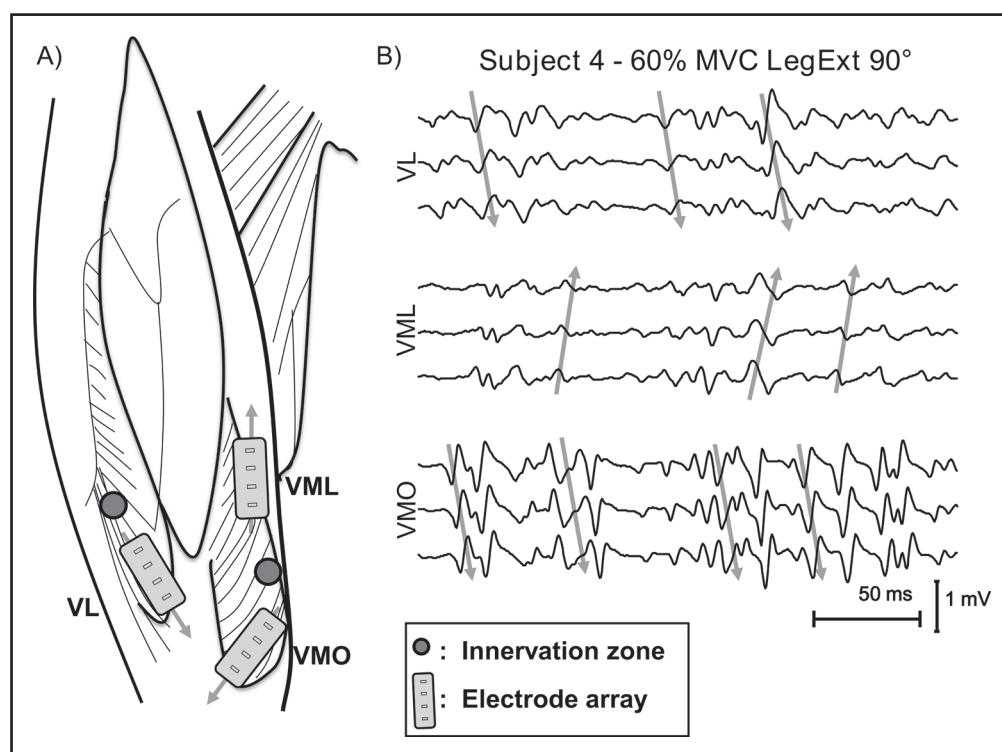 A)
VML
VL
VMO
B)
Subject 4 - 60% MVC LegExt 90°
VL
VML
VMO
50 ms
1 mV
: Innervation zone
: Electrode array